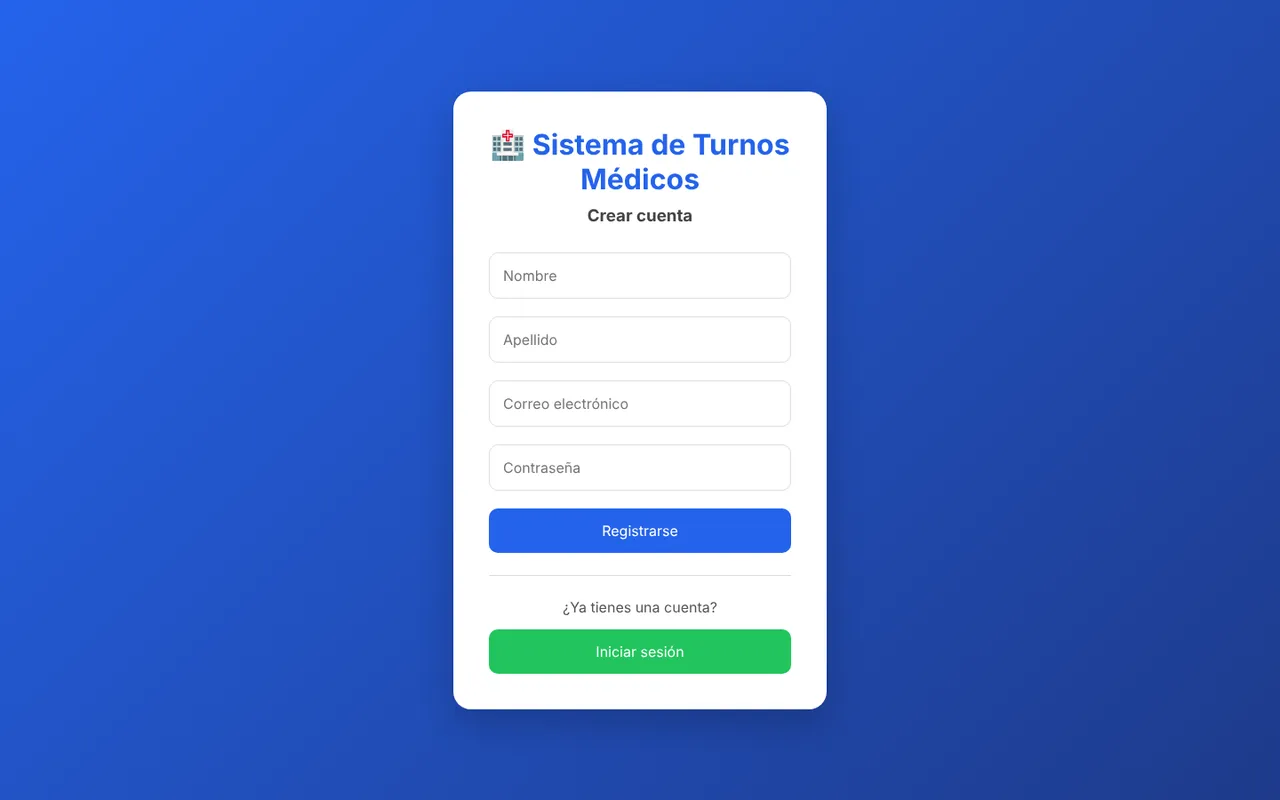 🏥 Sistema de Turnos
Médicos
Crear cuenta
Nombre
Apellido
Correo electrónico
Contraseña
Registrarse
¿Ya tienes una cuenta?
Iniciar sesión